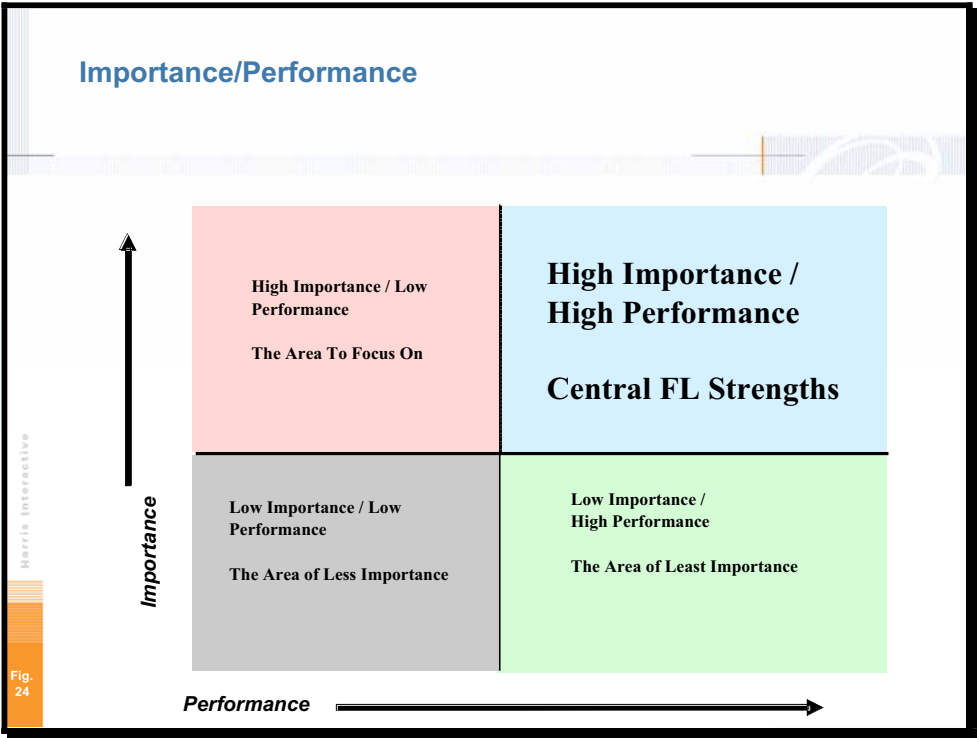 Importance/Performance
High Importance / Low
Performance
The Area To Focus On
High Importance /
High Performance
Central FL Strengths
Low Importance / Low
Performance
The Area of Less Importance
Low Importance /
High Performance
The Area of Least Importance
Importance
Performance
Harris Interactive
Fig.
24